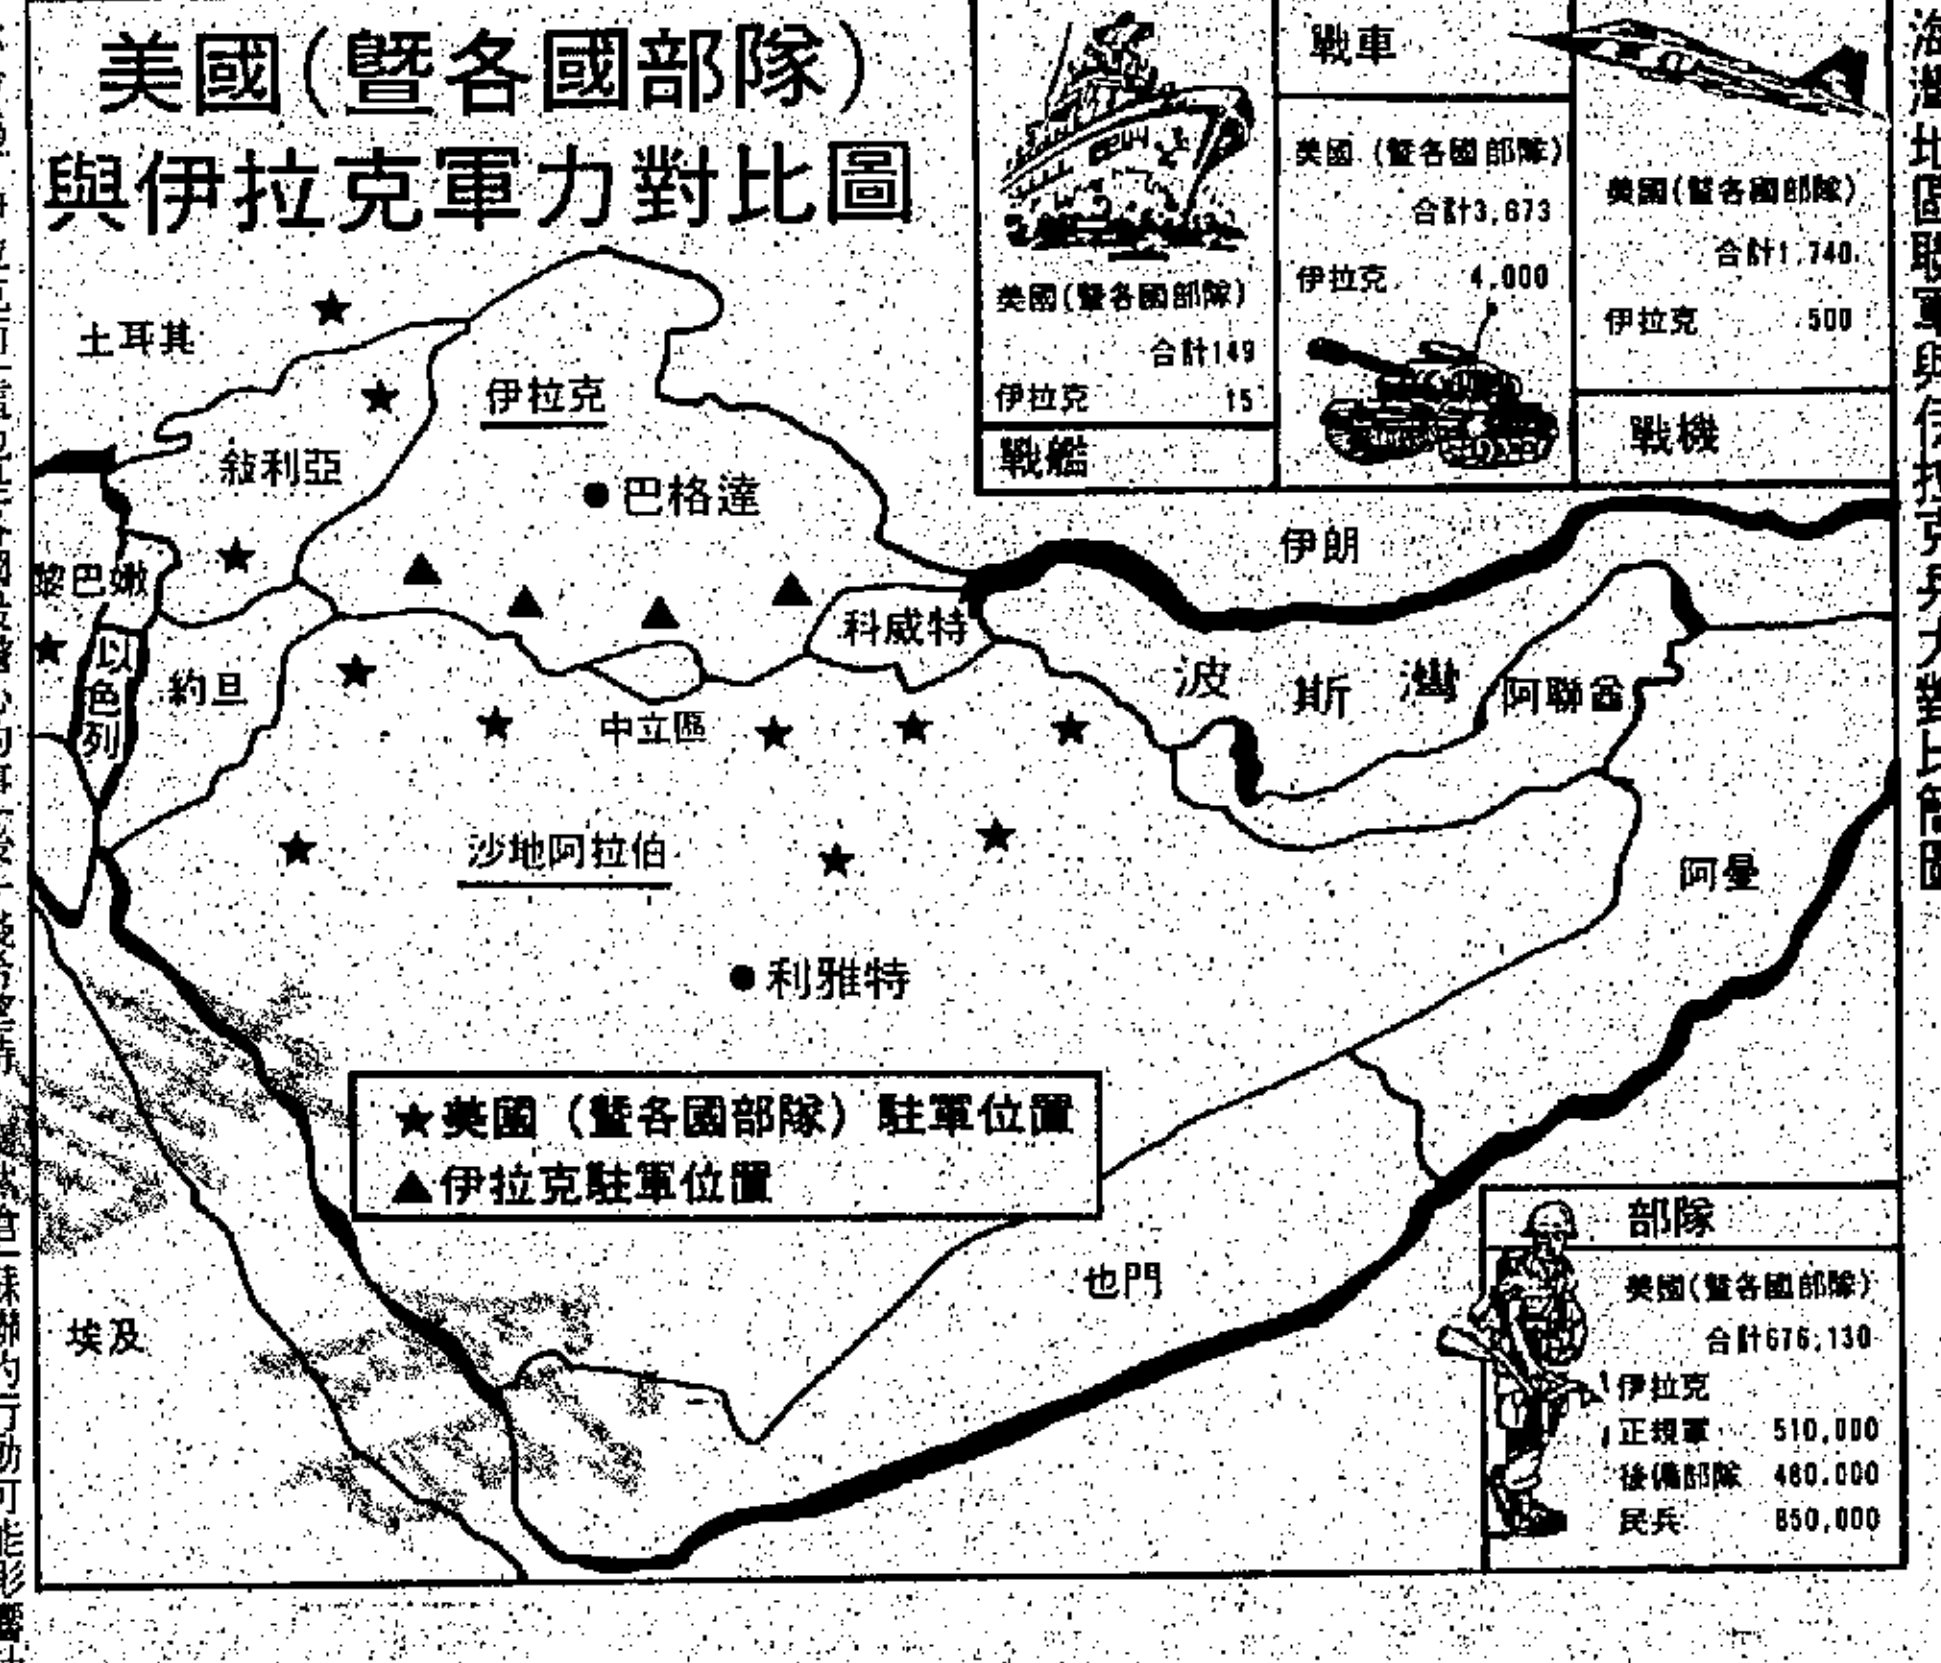 美國(暨各國部隊)
與伊拉克軍力對比圖
美國(暨各國部隊)
合計149
伊拉克 15
戰艦
戰車
美國(暨各國部隊)
合計3,673
伊拉克 4,000
美國(暨各國部隊)
合計1,740
伊拉克 500
戰機
土耳其
伊拉克
敍利亞
巴格達
伊朗
黎巴嫩
科威特
以色列
約旦
波斯灣
阿聯
中立區
沙地阿拉伯
阿曼
利雅特
★美國(暨各國部隊)駐軍位置
▲伊拉克駐軍位置
也門
埃及
部隊
美國(暨各國部隊)
合計676,130
伊拉克
正規軍 510,000
後備部隊 480,000
民兵 850,000
海灣地區聯軍與伊拉克兵力對比簡圖